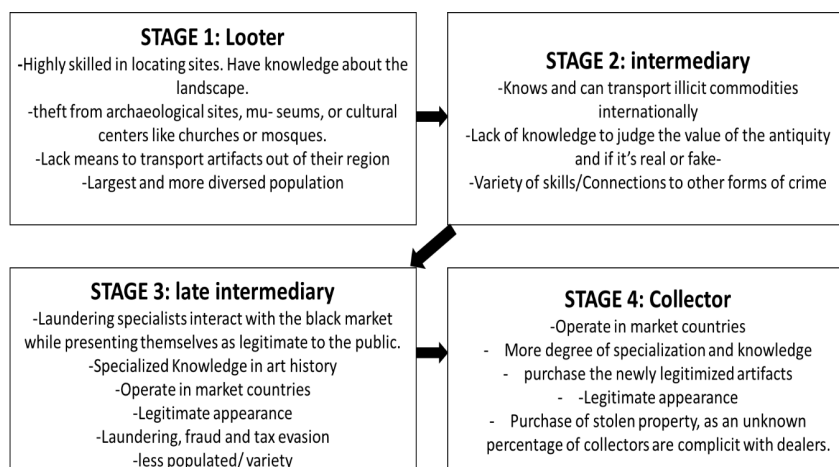 STAGE 1: Looter
-Highly skilled in locating sites. Have knowledge about the
landscape.
-theft from archaeological sites, mu- seums, or cultural
centers like churches or mosques.
-Lack means to transport artifacts out of their region
-Largest and more diversed population
STAGE 2: intermediary
-Knows and can transport illicit commodities
internationally
-Lack of knowledge to judge the value of the antiquity
and if it's real or fake-
-Variety of skills/Connections to other forms of crime
STAGE 3: late intermediary
-Laundering specialists interact with the black market
while presenting themselves as legitimate to the public.
-Specialized Knowledge in art history
-Operate in market countries
-Legitimate appearance
-Laundering, fraud and tax evasion
-less populated/ variety
STAGE 4: Collector
-Operate in market countries
- More degree of specialization and knowledge
- purchase the newly legitimized artifacts
- -Legitimate appearance
- Purchase of stolen property, as an unknown
percentage of collectors are complicit with dealers.